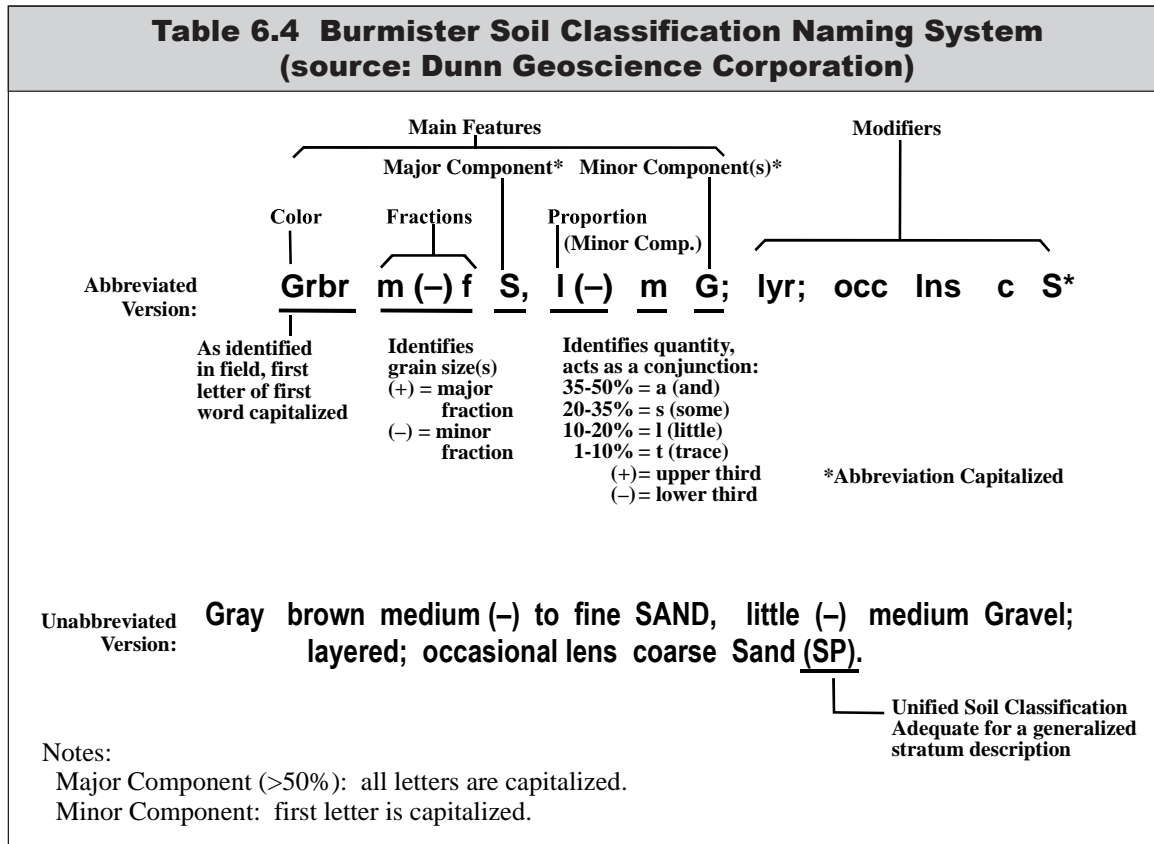 Table 6.4 Burmister Soil Classification Naming System
(source: Dunn Geoscience Corporation)
Main Features
Modifiers
Major Component* Minor Component(s)*
Color
Fractions
Proportion
(Minor Comp.)
Abbreviated
Version:
Grbr m (–) f S, l (–) m G; lyr; occ lns c S*
As identified
in field, first
letter of first
word capitalized
Identifies
grain size(s)
(+) = major
fraction
(–) = minor
fraction
Identifies quantity,
acts as a conjunction:
35-50% = a (and)
20-35% = s (some)
10-20% = l (little)
1-10% = t (trace)
(+)= upper third
(–)= lower third
*Abbreviation Capitalized
Unabbreviated
Version:
Gray brown medium (–) to fine SAND, little (–) medium Gravel;
layered; occasional lens coarse Sand (SP).
Unified Soil Classification
Adequate for a generalized
stratum description
Notes:
Major Component (>50%): all letters are capitalized.
Minor Component: first letter is capitalized.